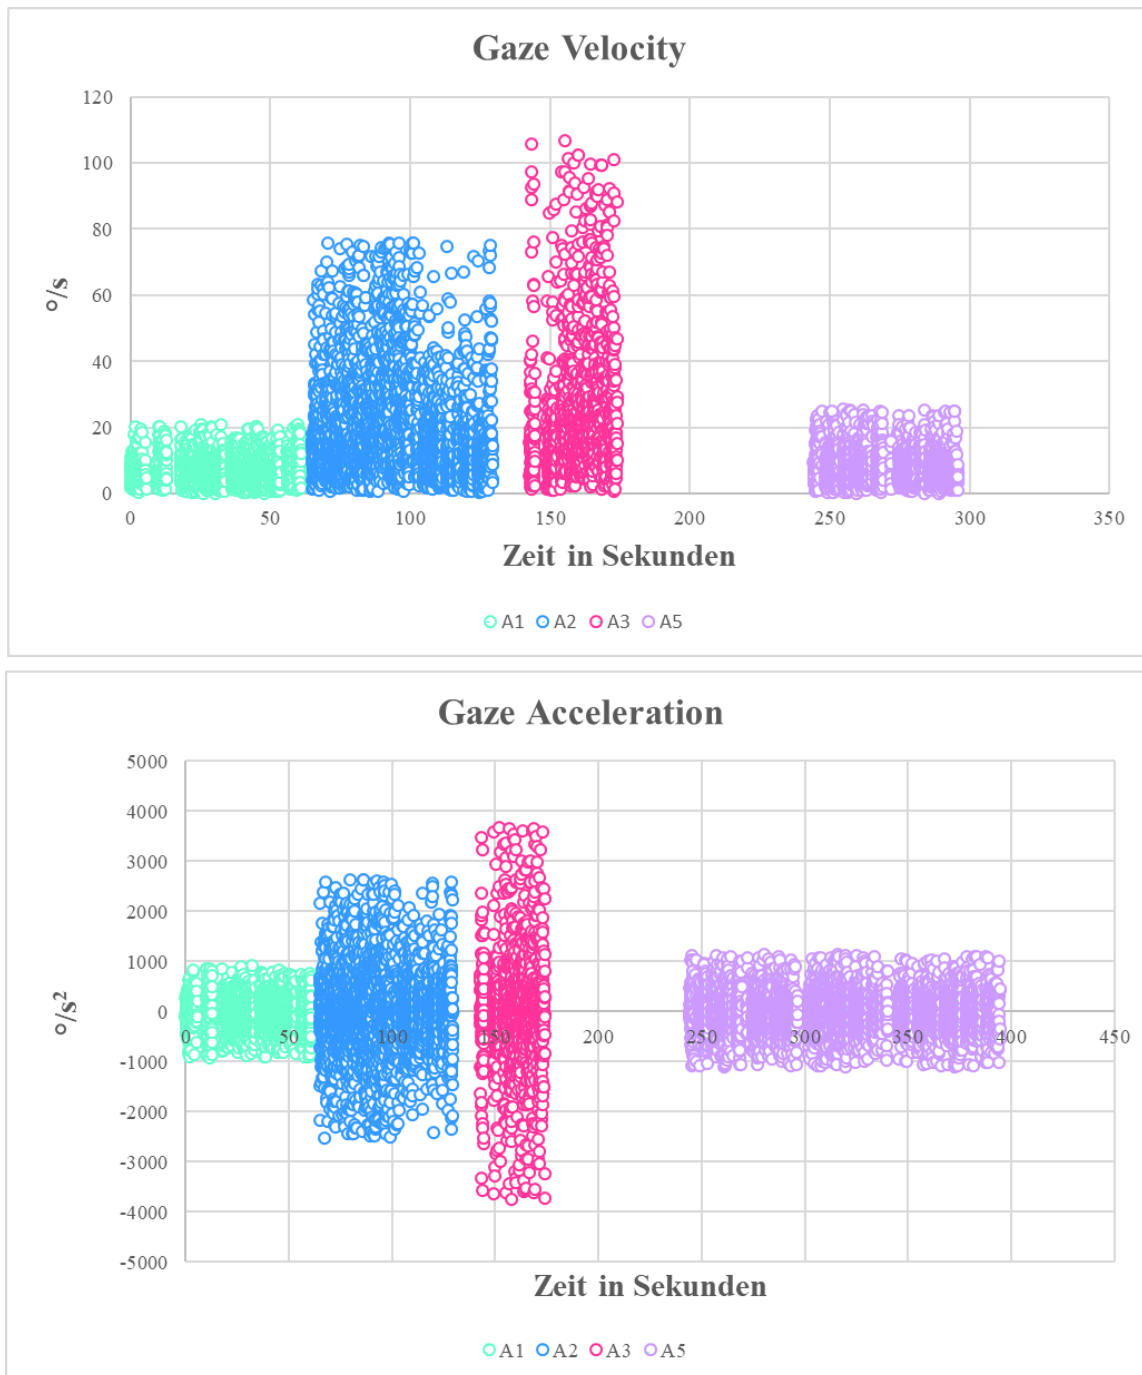 Gaze Velocity
120
100
80
60
40
20
0
°/s
0 50 100 150 200 250 300 350
Zeit in Sekunden
A1 A2 A3 A5
Gaze Acceleration
5000
4000
3000
2000
1000
0
-1000
-2000
-3000
-4000
-5000
°/s²
0 50 100 150 200 250 300 350 400 450
Zeit in Sekunden
A1 A2 A3 A5